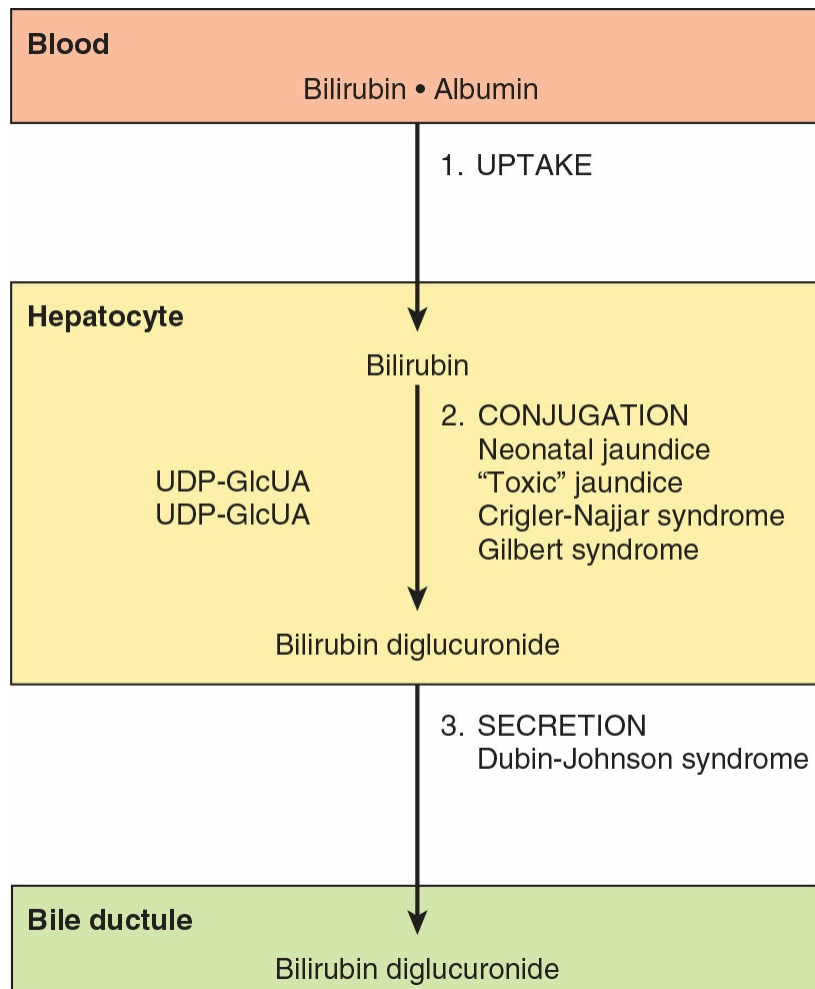 Blood
Bilirubin • Albumin
1. UPTAKE
Hepatocyte
Bilirubin
2. CONJUGATION
Neonatal jaundice
“Toxic” jaundice
Crigler-Najjar syndrome
Gilbert syndrome
UDP-GlcUA
UDP-GlcUA
Bilirubin diglucuronide
3. SECRETION
Dubin-Johnson syndrome
Bile ductule
Bilirubin diglucuronide